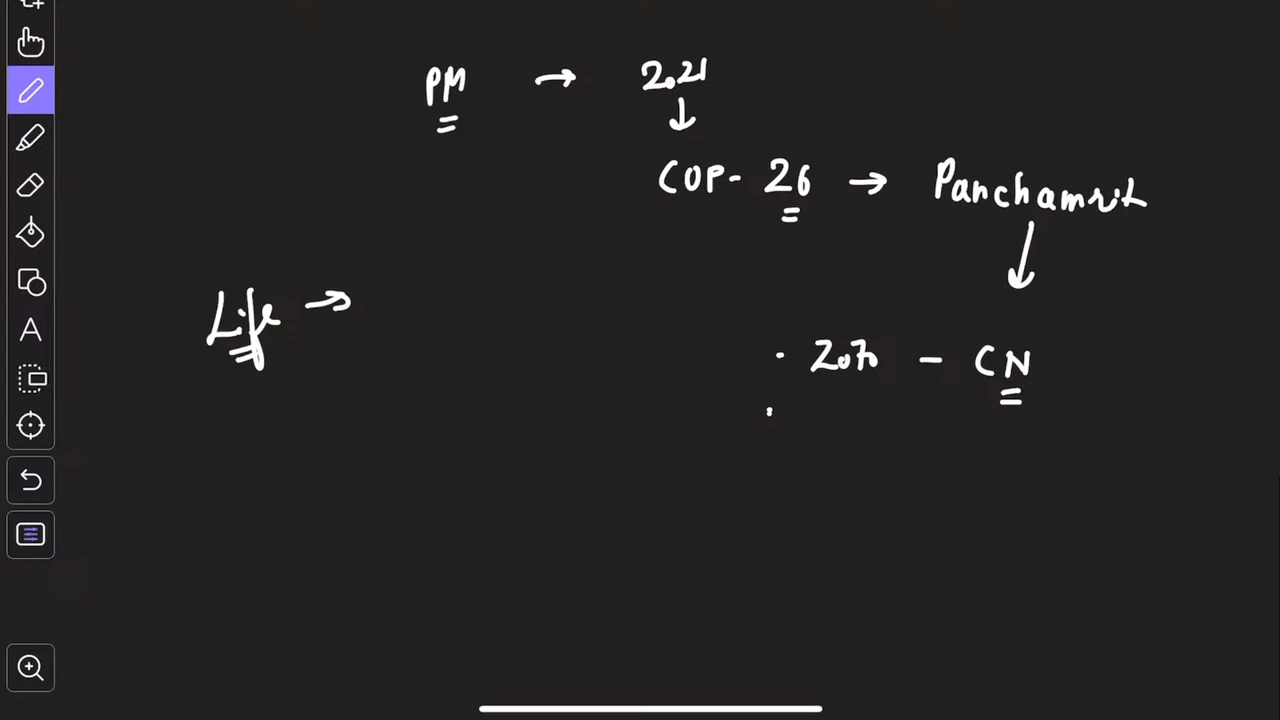 PM → 2021
↓
COP- 26 → Panchamrit
↓
Life →
· 2070 - CN